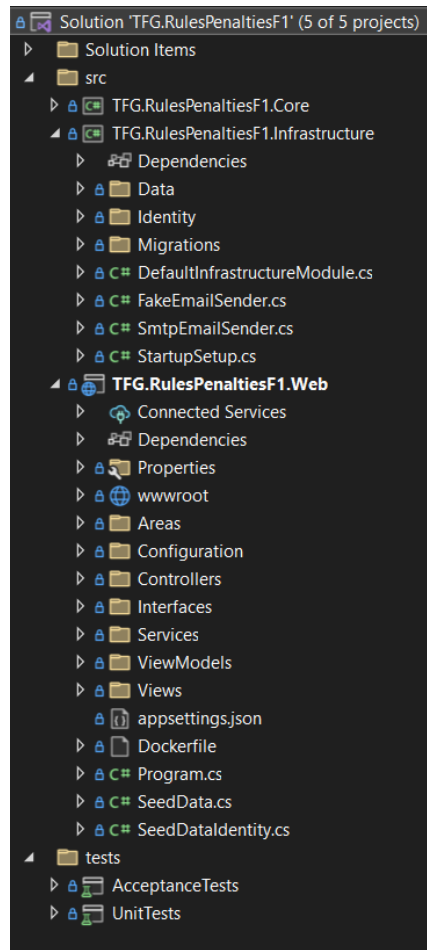 Solution 'TFG.RulesPenaltiesF1' (5 of 5 projects)
Solution Items
src
C# TFG.RulesPenaltiesF1.Core
C# TFG.RulesPenaltiesF1.Infrastructure
Dependencies
Data
Identity
Migrations
C# DefaultInfrastructureModule.cs
C# FakeEmailSender.cs
C# SmtpEmailSender.cs
C# StartupSetup.cs
TFG.RulesPenaltiesF1.Web
Connected Services
Dependencies
Properties
wwwroot
Areas
Configuration
Controllers
Interfaces
Services
ViewModels
Views
appsettings.json
Dockerfile
C# Program.cs
C# SeedData.cs
C# SeedDataIdentity.cs
tests
AcceptanceTests
UnitTests